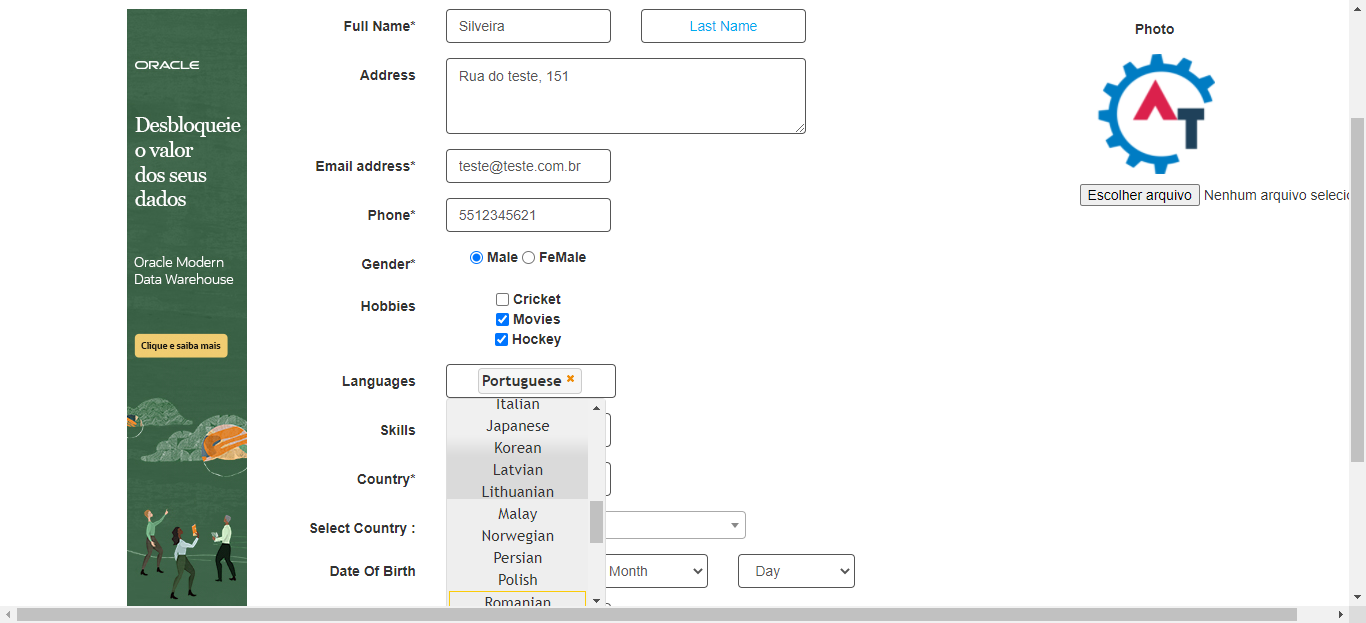 ORACLE
Desbloqueie
o valor
dos seus
dados
Oracle Modern
Data Warehouse
Clique e saiba mais
Full Name*
Silveira
Last Name
Address
Rua do teste, 151
Email address*
teste@teste.com.br
Phone*
5512345621
Gender*
Male
FeMale
Hobbies
Cricket
Movies
Hockey
Languages
Portuguese
Italian
Japanese
Korean
Latvian
Lithuanian
Malay
Norwegian
Persian
Polish
Romanian
Skills
Country*
Select Country :
Date Of Birth
Month
Day
Photo
AT
Escolher arquivo
Nenhum arquivo selecio